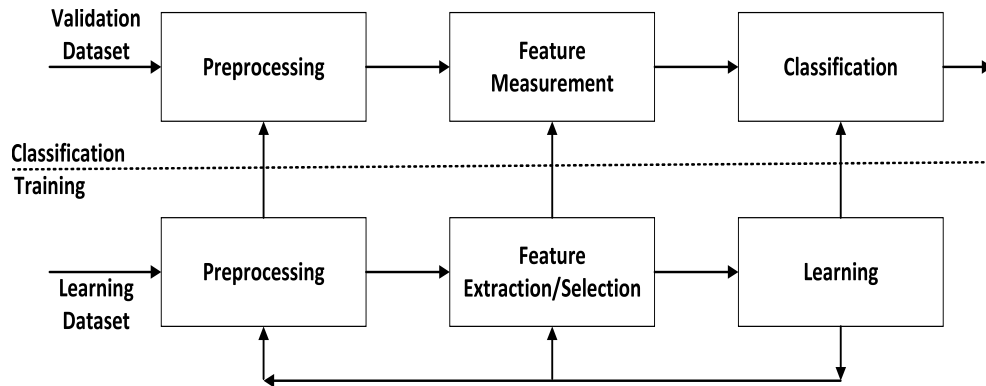 Validation
Dataset
Preprocessing
Feature
Measurement
Classification
Classification
Training
Learning
Dataset
Preprocessing
Feature
Extraction/Selection
Learning